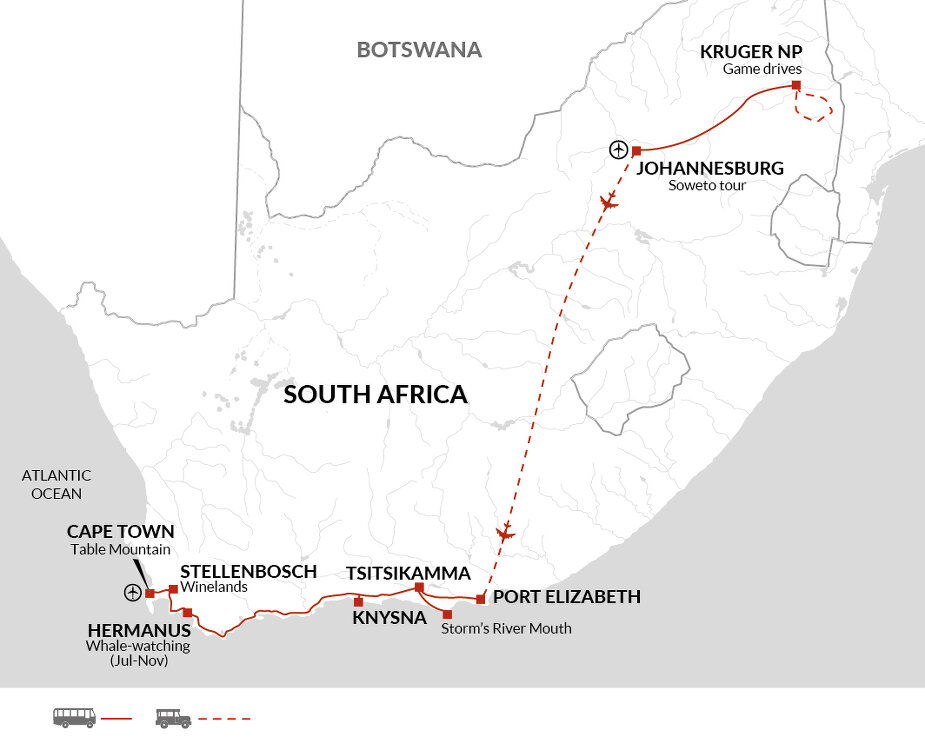 BOTSWANA
KRUGER NP
Game drives
JOHANNESBURG
Soweto tour
SOUTH AFRICA
ATLANTIC
OCEAN
CAPE TOWN
Table Mountain
STELLENBOSCH
Winelands
HERMANUS
Whale-watching
(Jul-Nov)
TSITSIKAMMA
KNYSNA
PORT ELIZABETH
Storm's River Mouth